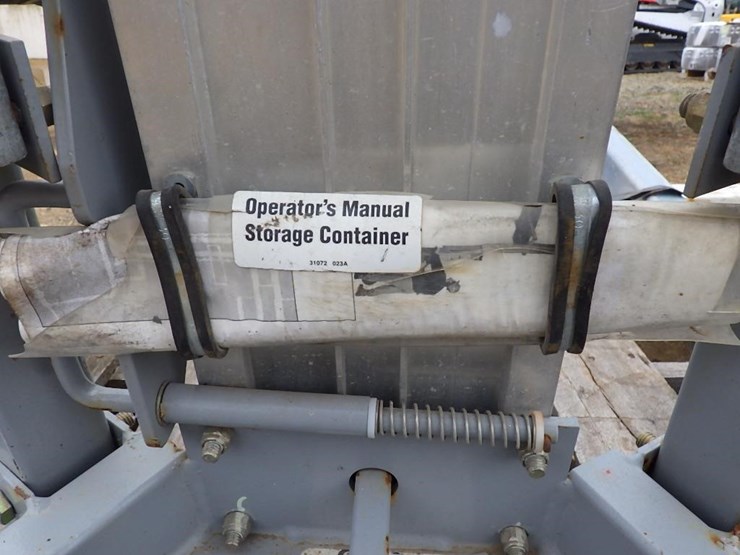 Operator's Manual
Storage Container
31072 023A